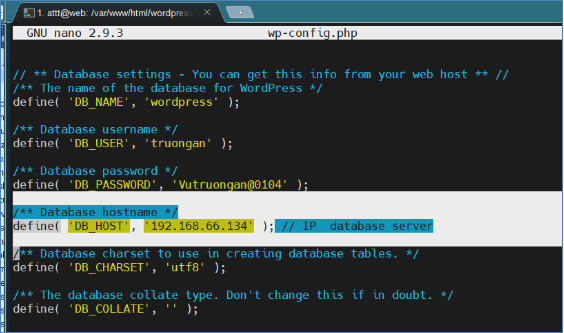 1. attt@web: /var/www/html/wordpress
GNU nano 2.9.3 wp-config.php
// ** Database settings - You can get this info from your web host ** //
/** The name of the database for WordPress */
define( 'DB_NAME', 'wordpress' );
/** Database username */
define( 'DB_USER', 'truongan' );
/** Database password */
define( 'DB_PASSWORD', 'Vutruongan@0104' );
/** Database hostname */
define( 'DB_HOST', '192.168.66.134' ); // IP database server
/** Database charset to use in creating database tables. */
define( 'DB_CHARSET', 'utf8' );
/** The database collate type. Don't change this if in doubt. */
define( 'DB_COLLATE', '' );